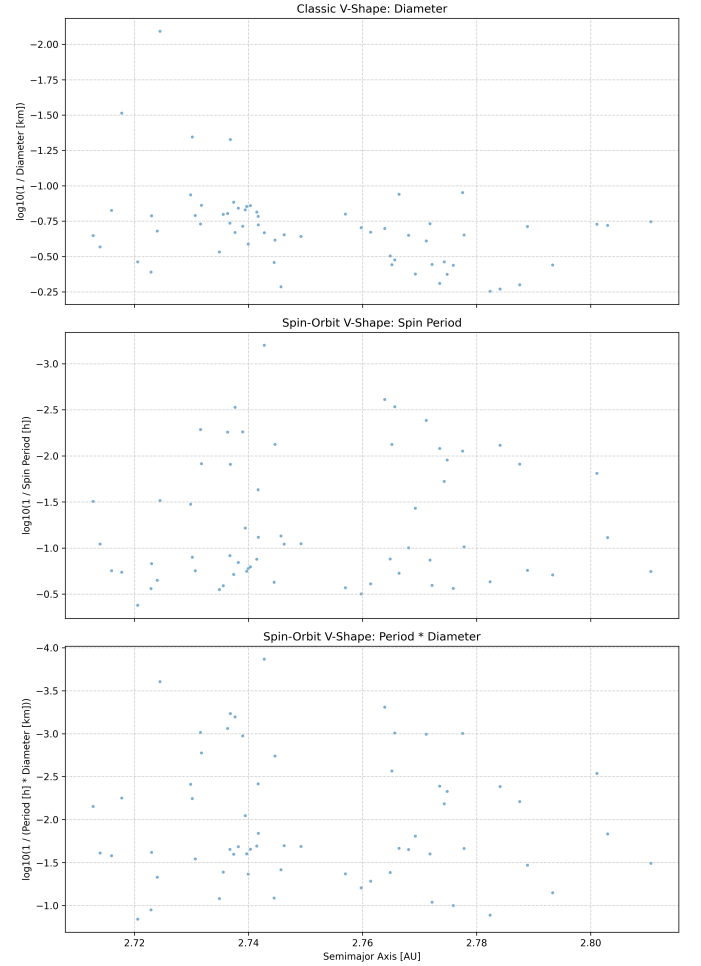 Classic V-Shape: Diameter
−2.00
−1.75
−1.50
−1.25
−1.00
−0.75
−0.50
−0.25
log10(1 / Diameter [km])
Spin-Orbit V-Shape: Spin Period
−3.0
−2.5
−2.0
−1.5
−1.0
−0.5
log10(1 / Spin Period [h])
Spin-Orbit V-Shape: Period * Diameter
−4.0
−3.5
−3.0
−2.5
−2.0
−1.5
−1.0
log10(1 / (Period [h] * Diameter [km]))
2.72 2.74 2.76 2.78 2.80
Semimajor Axis [AU]